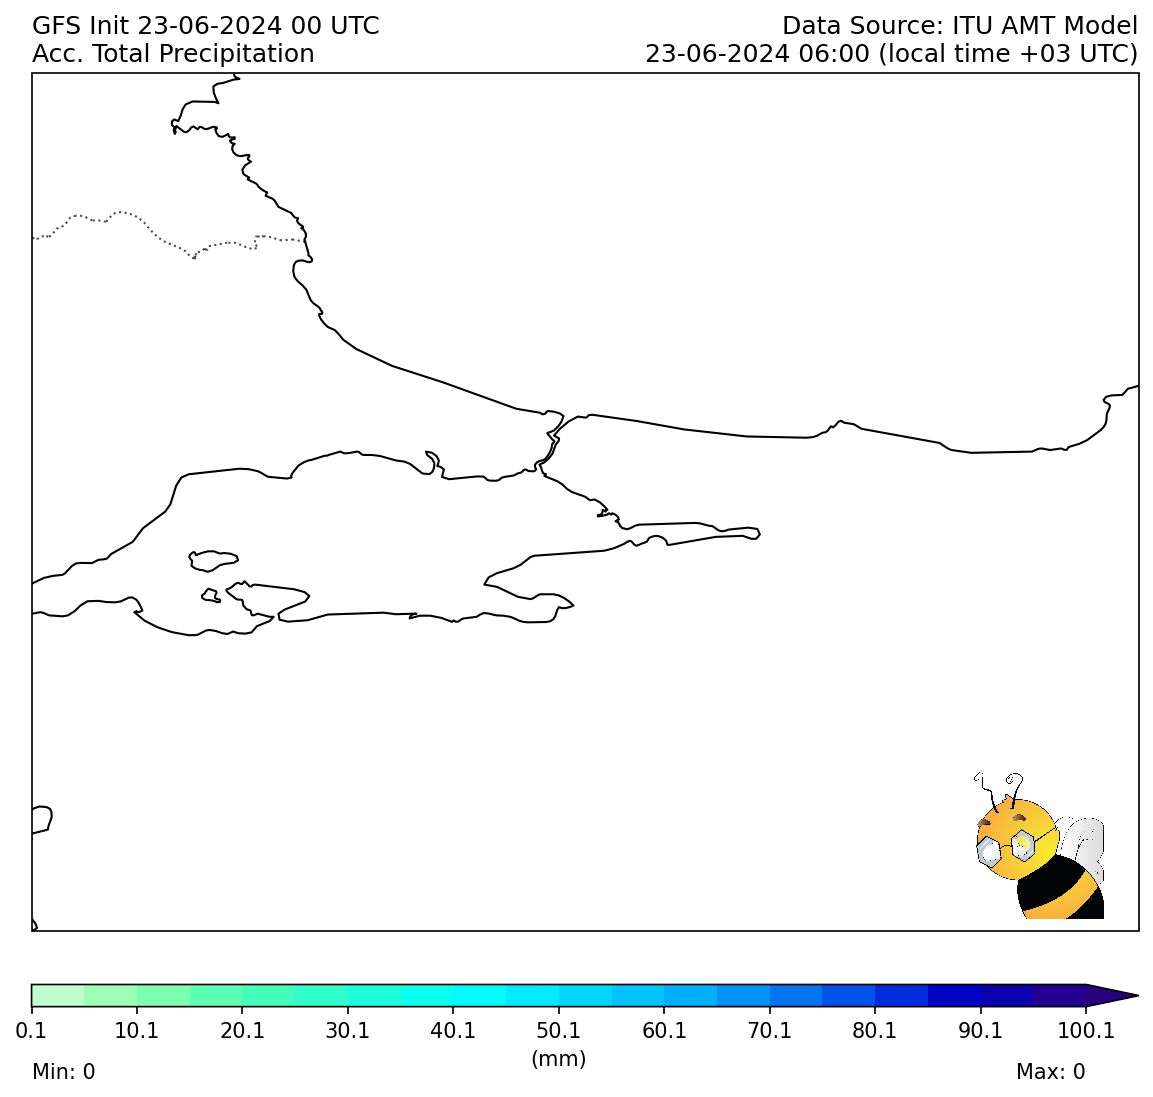 GFS Init 23-06-2024 00 UTC
Data Source: ITU AMT Model
Acc. Total Precipitation
23-06-2024 06:00 (local time +03 UTC)
0.1 10.1 20.1 30.1 40.1 50.1 60.1 70.1 80.1 90.1 100.1
(mm)
Min: 0
Max: 0